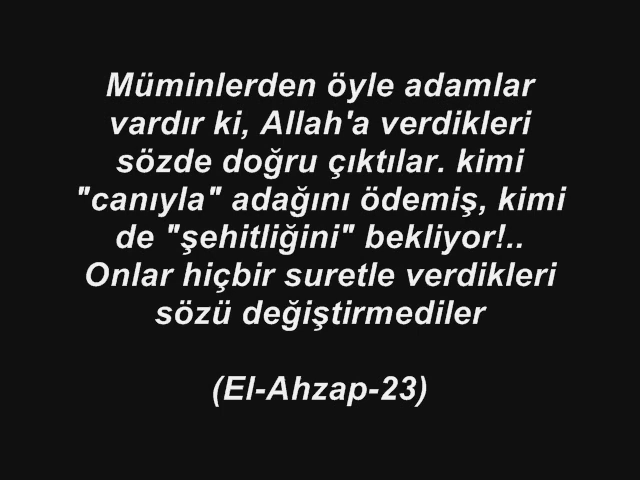 Müminlerden öyle adamlar
vardır ki, Allah'a verdikleri
sözde doğru çıktılar. kimi
"canıyla" adağını ödemiş, kimi
de "şehitliğini" bekliyor!..
Onlar hiçbir suretle verdikleri
sözü değiştirmediler
(El-Ahzap-23)